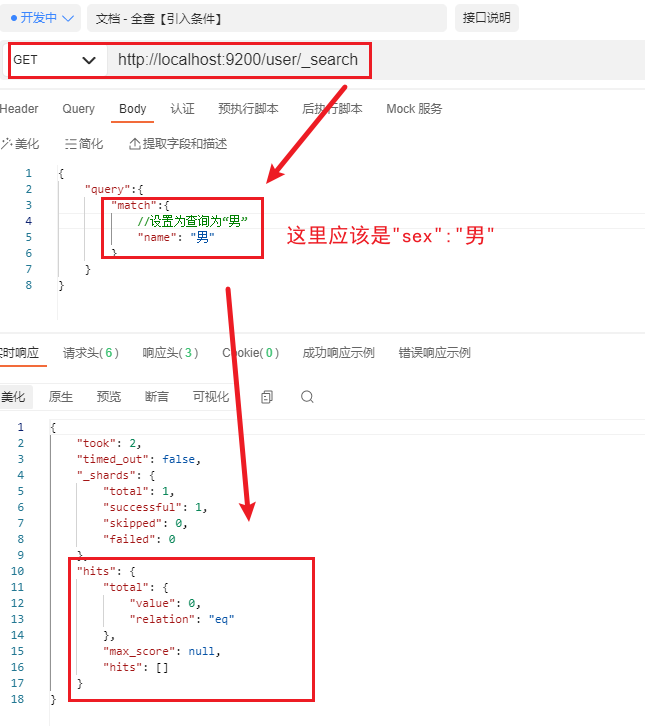 开发中
文档 - 全查【引入条件】
接口说明
GET
http://localhost:9200/user/_search
Header Query Body 认证 预执行脚本 后执行脚本 Mock 服务
美化 简化 提取字段和描述
1 {
2 "query":{
3 "match":{
4 //设置为查询为“男”
5 "name": "男"
6 }
7 }
8 }
这里应该是"sex":"男"
实时响应 请求头( 6 ) 响应头( 3 ) Cookie( 0 ) 成功响应示例 错误响应示例
美化 原生 预览 断言 可视化
1 {
2 "took": 2,
3 "timed_out": false,
4 "_shards": {
5 "total": 1,
6 "successful": 1,
7 "skipped": 0,
8 "failed": 0
9 },
10 "hits": {
11 "total": {
12 "value": 0,
13 "relation": "eq"
14 },
15 "max_score": null,
16 "hits": []
17 }
18 }